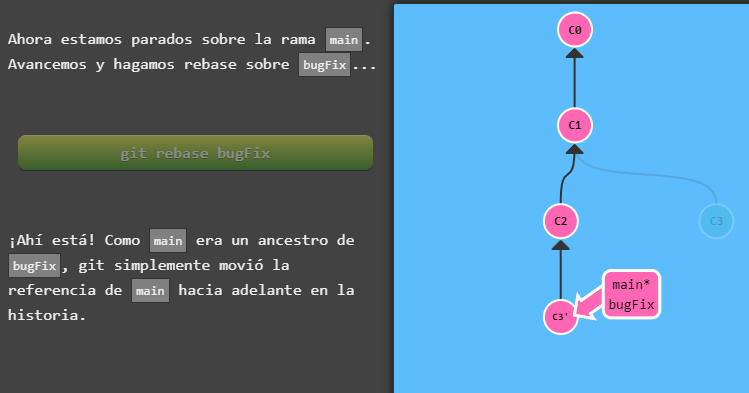 Ahora estamos parados sobre la rama main.
Avancemos y hagamos rebase sobre bugFix...
git rebase bugFix
¡Ahí está! Como main era un ancestro de
bugFix, git simplemente movió la
referencia de main hacia adelante en la
historia.
C0
C1
C2
C3
C3'
main*
bugFix